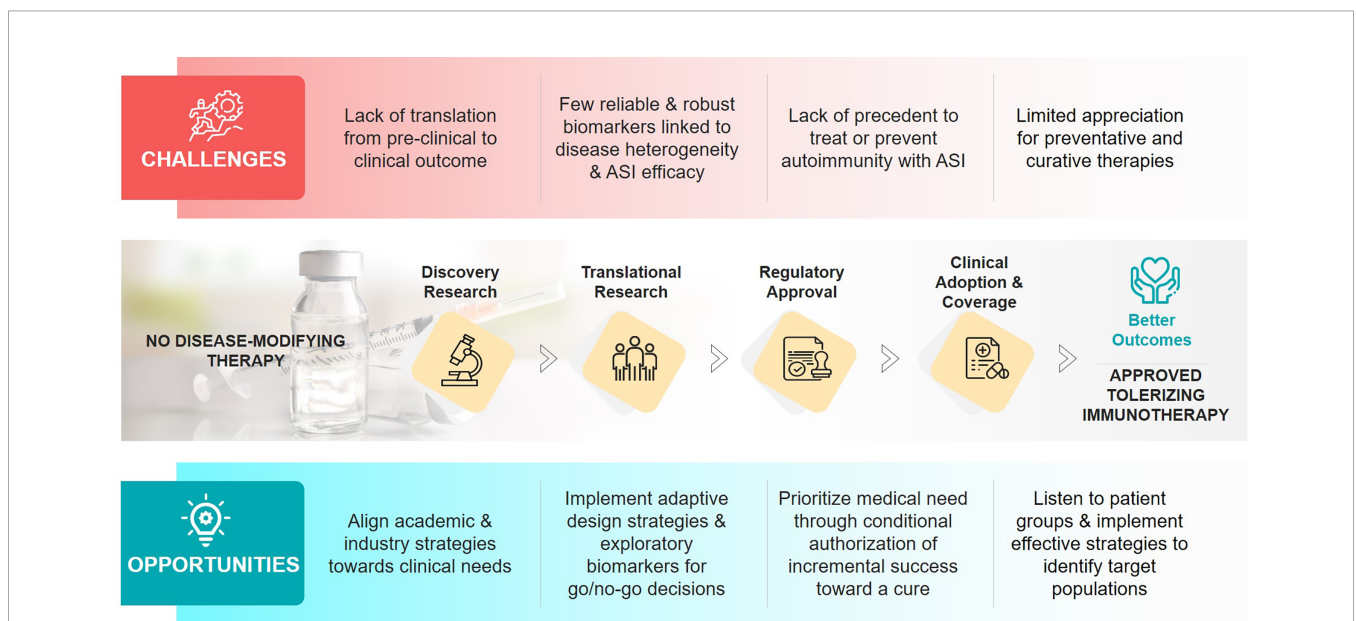 CHALLENGES
Lack of translation
from pre-clinical to
clinical outcome
Few reliable & robust
biomarkers linked to
disease heterogeneity
& ASI efficacy
Lack of precedent to
treat or prevent
autoimmunity with ASI
Limited appreciation
for preventative and
curative therapies
NO DISEASE-MODIFYING
THERAPY
Discovery
Research
Translational
Research
Regulatory
Approval
Clinical
Adoption &
Coverage
Better
Outcomes
APPROVED
TOLERIZING
IMMUNOTHERAPY
OPPORTUNITIES
Align academic &
industry strategies
towards clinical needs
Implement adaptive
design strategies &
exploratory
biomarkers for
go/no-go decisions
Prioritize medical need
through conditional
authorization of
incremental success
toward a cure
Listen to patient
groups & implement
effective strategies to
identify target
populations